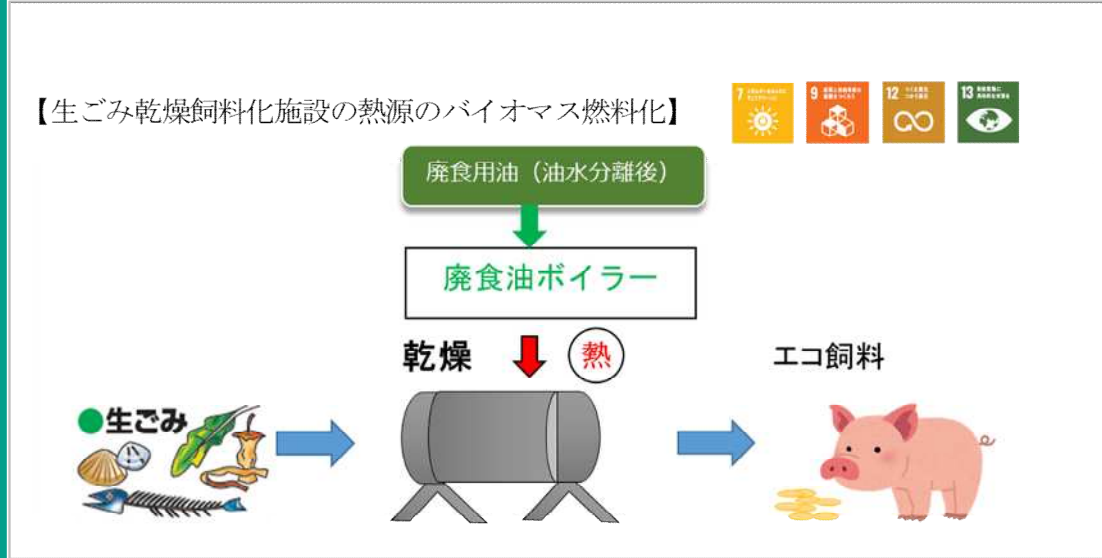 【生ごみ乾燥飼料化施設の熱源のバイオマス燃料化】
7
9
12
13
廃食用油（油水分離後）
廃食油ボイラー
乾燥
熱
エコ飼料
●生ごみ